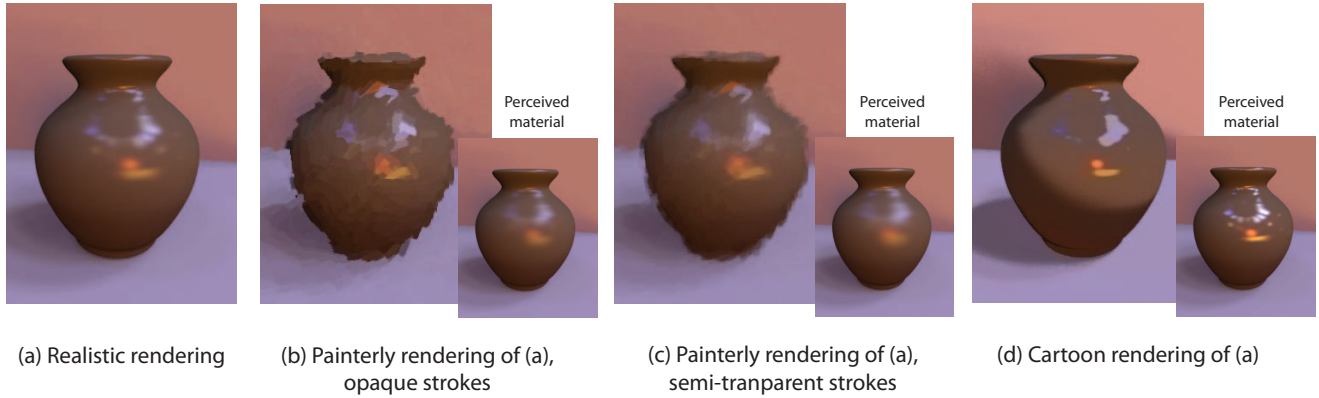 Perceived
material
Perceived
material
Perceived
material
(a) Realistic rendering
(b) Painterly rendering of (a),
opaque strokes
(c) Painterly rendering of (a),
semi-tranparent strokes
(d) Cartoon rendering of (a)